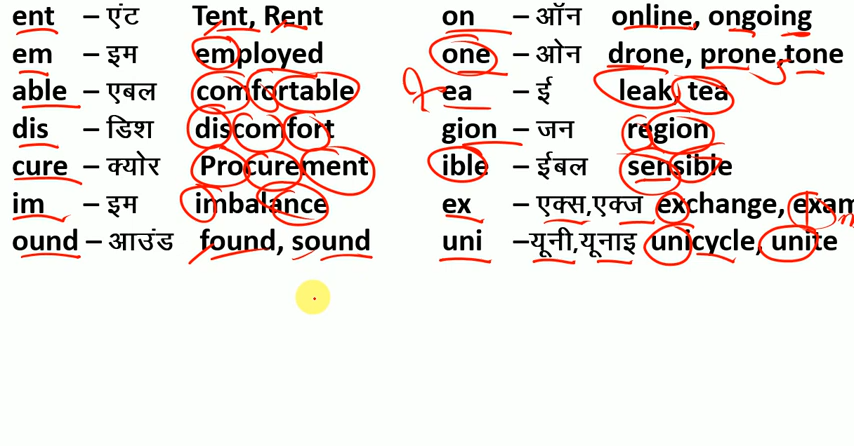 ent – एंट Tent, Rent
em – इम employed
able – एबल comfortable
dis – डिश discomfort
cure – क्योर Procurement
im – इम imbalance
ound – आउंड found, sound
on – ऑन online, ongoing
one – ओन drone, prone,tone
ea – ई leak, tea
gion – जन region
ible – ईबल sensible
ex – एक्स,एक्ज exchange, exam
uni –यूनी,यूनाइ unicycle, unite